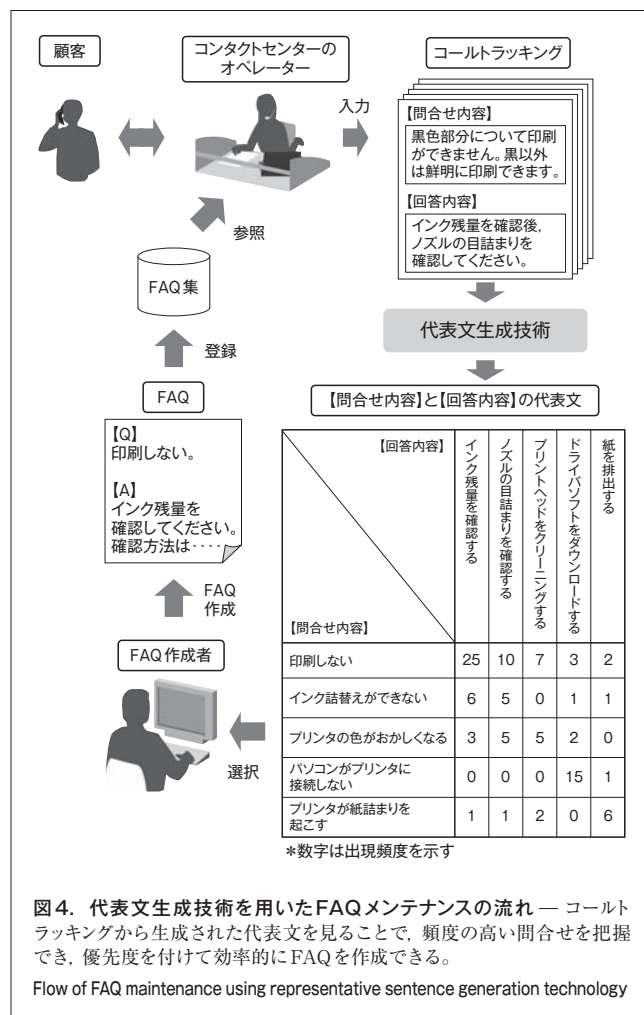 顧客
コンタクトセンターの
オペレーター
コールトラッキング
入力
【問合せ内容】
黒色部分について印刷
ができません。黒以外
は鮮明に印刷できます。
【回答内容】
インク残量を確認後,
ノズルの目詰まりを
確認してください。
参照
FAQ集
代表文生成技術
登録
FAQ
【問合せ内容】と【回答内容】の代表文
【Q】
印刷しない。
【A】
インク残量を
確認してください。
確認方法は‥‥
FAQ
作成
FAQ作成者
選択
【回答内容】
インク残量を確認する
ノズルの目詰まりを確認する
プリントヘッドをクリーニングする
ドライバソフトをダウンロードする
紙を排出する
【問合せ内容】
印刷しない 25 10 7 3 2
インク詰替えができない 6 5 0 1 1
プリンタの色がおかしくなる 3 5 5 2 0
パソコンがプリンタに
接続しない 0 0 0 15 1
プリンタが紙詰まりを
起こす 1 1 2 0 6
*数字は出現頻度を示す
図4. 代表文生成技術を用いたFAQメンテナンスの流れ — コールト
ラッキングから生成された代表文を見ることで, 頻度の高い問合せを把握
でき, 優先度を付けて効率的にFAQを作成できる。
Flow of FAQ maintenance using representative sentence generation technology